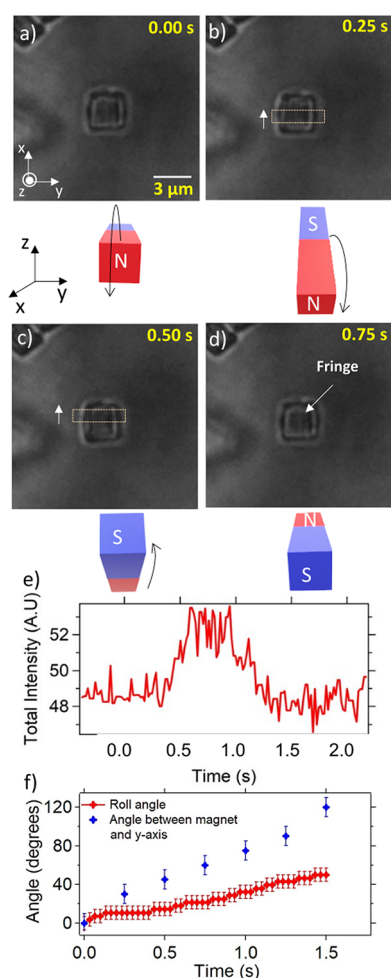 a)
0.00 s
x
z
y
3 μm
b)
0.25 s
z
y
x
N
S
N
c)
0.50 s
d)
0.75 s
Fringe
S
N
S
e)
Total Intensity (A.U)
52
50
48
0.0 0.5 1.0 1.5 2.0
Time (s)
f)
Angle (degrees)
120
80
40
0
Roll angle
Angle between magnet
and y-axis
0.0 0.5 1.0 1.5
Time (s)